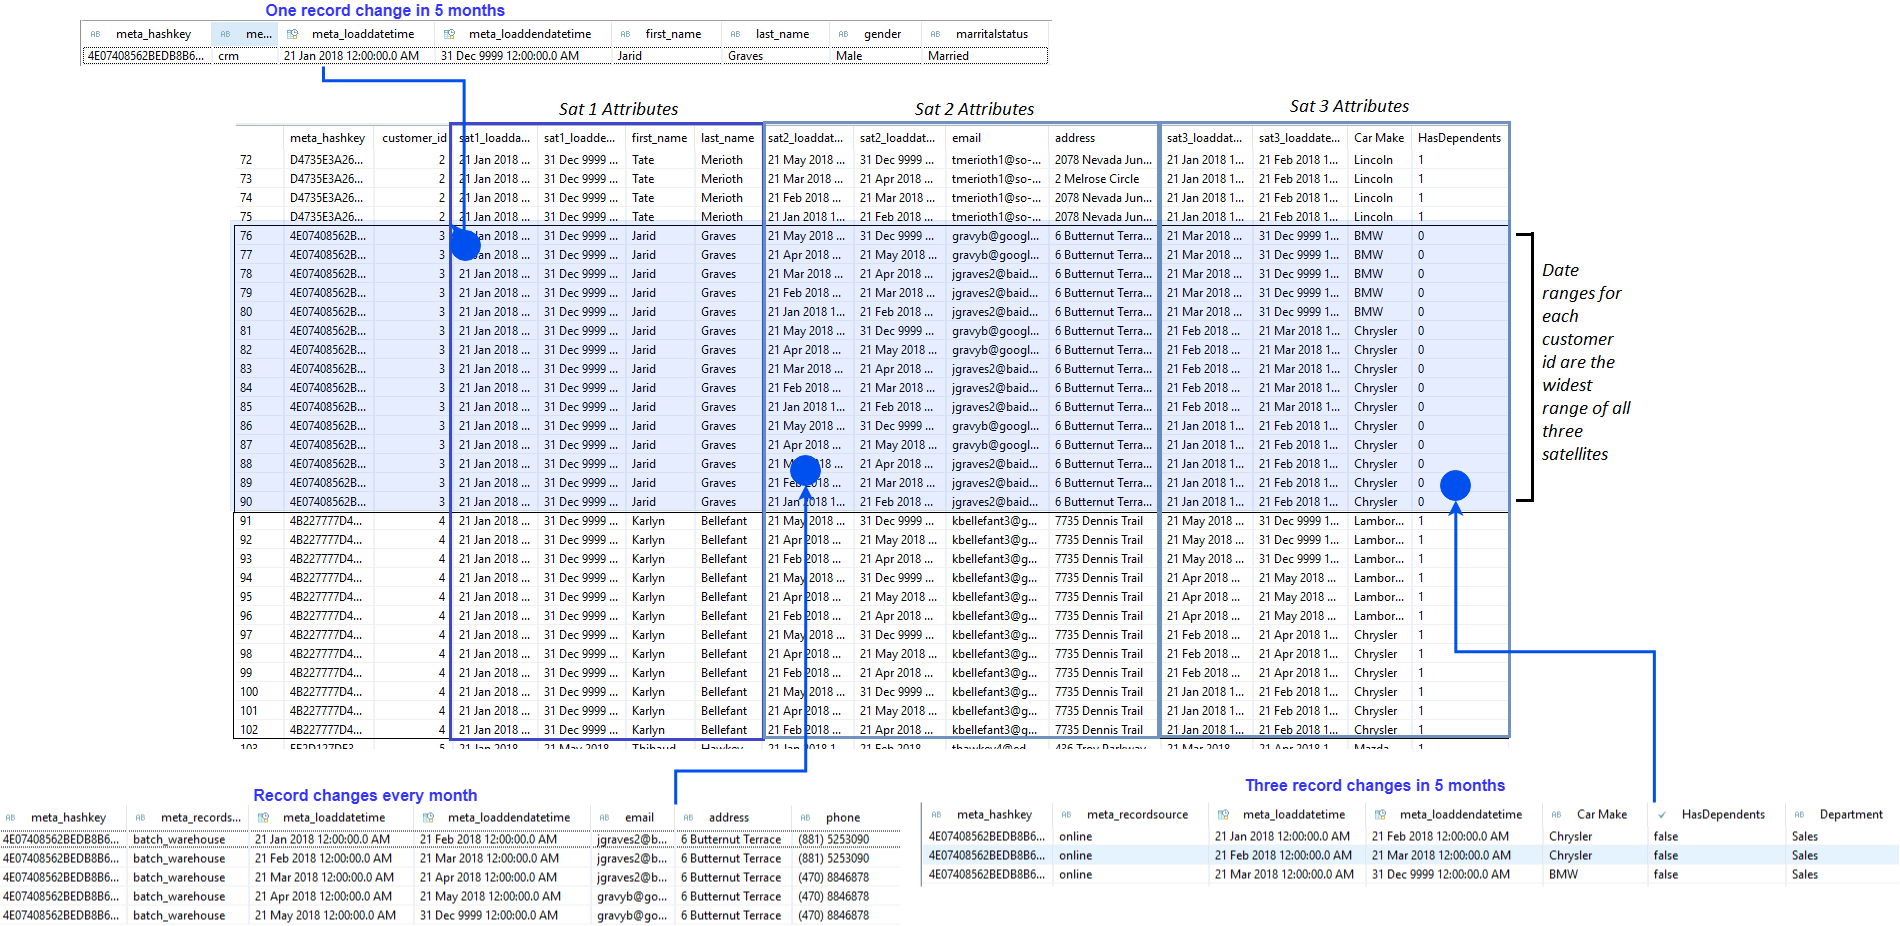 One record change in 5 months
AB meta_hashkey AB me... meta_loaddatetime meta_loaddendatetime AB first_name AB last_name AB gender AB marritalstatus
4E07408562BEDB8B6... crm 21 Jan 2018 12:00:00.0 AM 31 Dec 9999 12:00:00.0 AM Jarid Graves Male Married
Sat 1 Attributes Sat 2 Attributes Sat 3 Attributes
meta_hashkey customer_id sat1_loadda... sat1_loadde... first_name last_name sat2_loaddat... sat2_loaddat... email address sat3_loaddat... sat3_loaddate... Car Make HasDependents
72 D4735E3A26... 2 21 Jan 2018 ... 31 Dec 9999 ... Tate Merioth 21 May 2018 ... 31 Dec 9999 ... tmerioth1@so-... 2078 Nevada Jun... 21 Jan 2018 1... 21 Feb 2018 1... Lincoln 1
73 D4735E3A26... 2 21 Jan 2018 ... 31 Dec 9999 ... Tate Merioth 21 Mar 2018 ... 21 Apr 2018 ... tmerioth1@so-... 2 Melrose Circle 21 Jan 2018 1... 21 Feb 2018 1... Lincoln 1
74 D4735E3A26... 2 21 Jan 2018 ... 31 Dec 9999 ... Tate Merioth 21 Feb 2018 ... 21 Mar 2018 ... tmerioth1@so-... 2078 Nevada Jun... 21 Jan 2018 1... 21 Feb 2018 1... Lincoln 1
75 D4735E3A26... 2 21 Jan 2018 ... 31 Dec 9999 ... Tate Merioth 21 Jan 2018 1... 21 Feb 2018 ... tmerioth1@so-... 2078 Nevada Jun... 21 Jan 2018 1... 21 Feb 2018 1... Lincoln 1
76 4E07408562B... 3 Jan 2018 ... 31 Dec 9999 ... Jarid Graves 21 May 2018 ... 31 Dec 9999 ... gravyb@googl... 6 Butternut Terra... 21 Mar 2018 ... 31 Dec 9999 1... BMW 0
77 4E07408562B... 3 Jan 2018 ... 31 Dec 9999 ... Jarid Graves 21 Apr 2018 ... 21 May 2018 ... gravyb@googl... 6 Butternut Terra... 21 Mar 2018 ... 31 Dec 9999 1... BMW 0
78 4E07408562B... 3 21 Jan 2018 ... 31 Dec 9999 ... Jarid Graves 21 Mar 2018 ... 21 Apr 2018 ... jgraves2@baid... 6 Butternut Terra... 21 Mar 2018 ... 31 Dec 9999 1... BMW 0
79 4E07408562B... 3 21 Jan 2018 ... 31 Dec 9999 ... Jarid Graves 21 Feb 2018 ... 21 Mar 2018 ... jgraves2@baid... 6 Butternut Terra... 21 Mar 2018 ... 31 Dec 9999 1... BMW 0
80 4E07408562B... 3 21 Jan 2018 ... 31 Dec 9999 ... Jarid Graves 21 Jan 2018 1... 21 Feb 2018 ... jgraves2@baid... 6 Butternut Terra... 21 Mar 2018 ... 31 Dec 9999 1... BMW 0
81 4E07408562B... 3 21 Jan 2018 ... 31 Dec 9999 ... Jarid Graves 21 May 2018 ... 31 Dec 9999 ... gravyb@googl... 6 Butternut Terra... 21 Feb 2018 ... 21 Mar 2018 1... Chrysler 0
82 4E07408562B... 3 21 Jan 2018 ... 31 Dec 9999 ... Jarid Graves 21 Apr 2018 ... 21 May 2018 ... gravyb@googl... 6 Butternut Terra... 21 Feb 2018 ... 21 Mar 2018 1... Chrysler 0
83 4E07408562B... 3 21 Jan 2018 ... 31 Dec 9999 ... Jarid Graves 21 Mar 2018 ... 21 Apr 2018 ... jgraves2@baid... 6 Butternut Terra... 21 Feb 2018 ... 21 Mar 2018 1... Chrysler 0
84 4E07408562B... 3 21 Jan 2018 ... 31 Dec 9999 ... Jarid Graves 21 Feb 2018 ... 21 Mar 2018 ... jgraves2@baid... 6 Butternut Terra... 21 Feb 2018 ... 21 Mar 2018 1... Chrysler 0
85 4E07408562B... 3 21 Jan 2018 ... 31 Dec 9999 ... Jarid Graves 21 Jan 2018 1... 21 Feb 2018 ... jgraves2@baid... 6 Butternut Terra... 21 Feb 2018 ... 21 Mar 2018 1... Chrysler 0
86 4E07408562B... 3 21 Jan 2018 ... 31 Dec 9999 ... Jarid Graves 21 May 2018 ... 31 Dec 9999 ... gravyb@googl... 6 Butternut Terra... 21 Jan 2018 1... 21 Feb 2018 1... Chrysler 0
87 4E07408562B... 3 21 Jan 2018 ... 31 Dec 9999 ... Jarid Graves 21 Apr 2018 ... 21 May 2018 ... gravyb@googl... 6 Butternut Terra... 21 Jan 2018 1... 21 Feb 2018 1... Chrysler 0
88 4E07408562B... 3 21 Jan 2018 ... 31 Dec 9999 ... Jarid Graves 21 2018 ... 21 Apr 2018 ... jgraves2@baid... 6 Butternut Terra... 21 Jan 2018 1... 21 Feb 2018 1... Chrysler 0
89 4E07408562B... 3 21 Jan 2018 ... 31 Dec 9999 ... Jarid Graves 21 Feb 2018 ... 21 Mar 2018 ... jgraves2@baid... 6 Butternut Terra... 21 Jan 2018 1... 21 Feb 2018 1... Chrysler 0
90 4E07408562B... 3 21 Jan 2018 ... 31 Dec 9999 ... Jarid Graves 21 Jan 2018 1... 21 Feb 2018 ... jgraves2@baid... 6 Butternut Terra... 21 Jan 2018 1... 21 Feb 2018 1... Chrysler 0
91 4B227777D4... 4 21 Jan 2018 ... 31 Dec 9999 ... Karlyn Bellefant 21 May 2018 ... 31 Dec 9999 ... kbellefant3@g... 7735 Dennis Trail 21 May 2018 ... 31 Dec 9999 1... Lambor... 1
92 4B227777D4... 4 21 Jan 2018 ... 31 Dec 9999 ... Karlyn Bellefant 21 Apr 2018 ... 21 May 2018 ... kbellefant3@g... 7735 Dennis Trail 21 May 2018 ... 31 Dec 9999 1... Lambor... 1
93 4B227777D4... 4 21 Jan 2018 ... 31 Dec 9999 ... Karlyn Bellefant 21 Feb 2018 ... 21 Apr 2018 ... kbellefant3@g... 7735 Dennis Trail 21 May 2018 ... 31 Dec 9999 1... Lambor... 1
94 4B227777D4... 4 21 Jan 2018 ... 31 Dec 9999 ... Karlyn Bellefant 21 May 2018 ... 31 Dec 9999 ... kbellefant3@g... 7735 Dennis Trail 21 Apr 2018 ... 21 May 2018 ... Lambor... 1
95 4B227777D4... 4 21 Jan 2018 ... 31 Dec 9999 ... Karlyn Bellefant 21 Apr 2018 ... 21 May 2018 ... kbellefant3@g... 7735 Dennis Trail 21 Apr 2018 ... 21 May 2018 ... Lambor... 1
96 4B227777D4... 4 21 Jan 2018 ... 31 Dec 9999 ... Karlyn Bellefant 21 Feb 2018 ... 21 Apr 2018 ... kbellefant3@g... 7735 Dennis Trail 21 Apr 2018 ... 21 May 2018 ... Lambor... 1
97 4B227777D4... 4 21 Jan 2018 ... 31 Dec 9999 ... Karlyn Bellefant 21 May 2018 ... 31 Dec 9999 ... kbellefant3@g... 7735 Dennis Trail 21 Feb 2018 ... 21 Apr 2018 1... Chrysler 1
98 4B227777D4... 4 21 Jan 2018 ... 31 Dec 9999 ... Karlyn Bellefant 21 Apr 2018 ... 21 May 2018 ... kbellefant3@g... 7735 Dennis Trail 21 Feb 2018 ... 21 Apr 2018 1... Chrysler 1
99 4B227777D4... 4 21 Jan 2018 ... 31 Dec 9999 ... Karlyn Bellefant 21 Feb 2018 ... 21 Apr 2018 ... kbellefant3@g... 7735 Dennis Trail 21 Feb 2018 ... 21 Apr 2018 1... Chrysler 1
100 4B227777D4... 4 21 Jan 2018 ... 31 Dec 9999 ... Karlyn Bellefant 21 May 2018 ... 31 Dec 9999 ... kbellefant3@g... 7735 Dennis Trail 21 Jan 2018 1... 21 Feb 2018 1... Chrysler 1
101 4B227777D4... 4 21 Jan 2018 ... 31 Dec 9999 ... Karlyn Bellefant 21 Apr 2018 ... 21 May 2018 ... kbellefant3@g... 7735 Dennis Trail 21 Jan 2018 1... 21 Feb 2018 1... Chrysler 1
102 4B227777D4... 4 21 Jan 2018 ... 31 Dec 9999 ... Karlyn Bellefant 21 Feb 2018 ... 21 Apr 2018 ... kbellefant3@g... 7735 Dennis Trail 21 Jan 2018 1... 21 Feb 2018 1... Chrysler 1
Date
ranges for
each
customer
id are the
widest
range of all
three
satellites
Record changes every month
AB meta_hashkey AB meta_records... meta_loaddatetime meta_loaddendatetime AB email AB address AB phone
4E07408562BEDB8B6... batch_warehouse 21 Jan 2018 12:00:00.0 AM 21 Feb 2018 12:00:00.0 AM jgraves2@b... 6 Butternut Terrace (881) 5253090
4E07408562BEDB8B6... batch_warehouse 21 Feb 2018 12:00:00.0 AM 21 Mar 2018 12:00:00.0 AM jgraves2@b... 6 Butternut Terrace (881) 5253090
4E07408562BEDB8B6... batch_warehouse 21 Mar 2018 12:00:00.0 AM 21 Apr 2018 12:00:00.0 AM jgraves2@b... 6 Butternut Terrace (470) 8846878
4E07408562BEDB8B6... batch_warehouse 21 Apr 2018 12:00:00.0 AM 21 May 2018 12:00:00.0 AM gravyb@go... 6 Butternut Terrace (470) 8846878
4E07408562BEDB8B6... batch_warehouse 21 May 2018 12:00:00.0 AM 31 Dec 9999 12:00:00.0 AM gravyb@go... 6 Butternut Terrace (470) 8846878
Three record changes in 5 months
AB meta_hashkey AB meta_recordsource meta_loaddatetime meta_loaddendatetime AB Car Make HasDependents AB Department
4E07408562BEDB8B6... online 21 Jan 2018 12:00:00.0 AM 21 Feb 2018 12:00:00.0 AM Chrysler false Sales
4E07408562BEDB8B6... online 21 Feb 2018 12:00:00.0 AM 21 Mar 2018 12:00:00.0 AM Chrysler false Sales
4E07408562BEDB8B6... online 21 Mar 2018 12:00:00.0 AM 31 Dec 9999 12:00:00.0 AM BMW false Sales